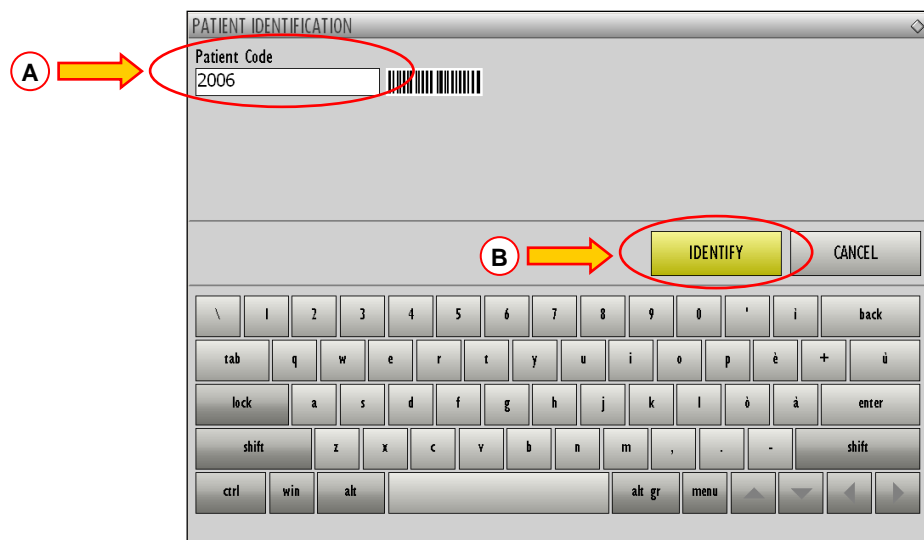 PATIENT IDENTIFICATION
Patient Code
A
2006
B
IDENTIFY CANCEL
\ 1 2 3 4 5 6 7 8 9 0 ' ì back
tab q w e r t y u i o p è + ù
lock a s d f g h j k l ò à enter
shift z x c v b n m , . - shift
ctrl win alt alt gr menu